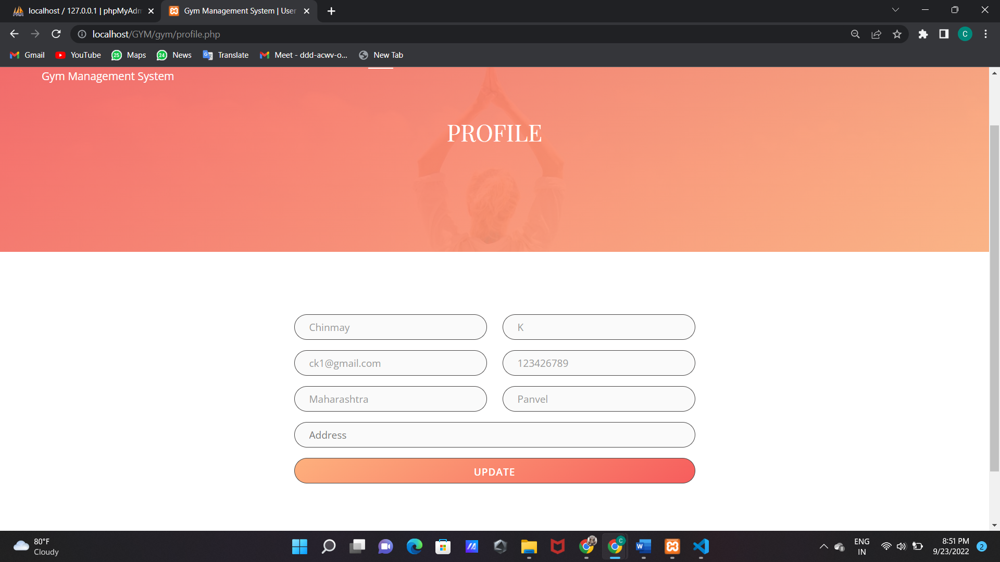 localhost / 127.0.0.1 | phpMyAdm
Gym Management System | User
localhost/GYM/gym/profile.php
C
Gmail
YouTube
25
Maps
24
News
Translate
Meet - ddd-acwv-o...
New Tab
Gym Management System
PROFILE
Chinmay
K
ck1@gmail.com
123426789
Maharashtra
Panvel
Address
UPDATE
80°F
Cloudy
C
W
ENG
IN
8:51 PM
9/23/2022
2